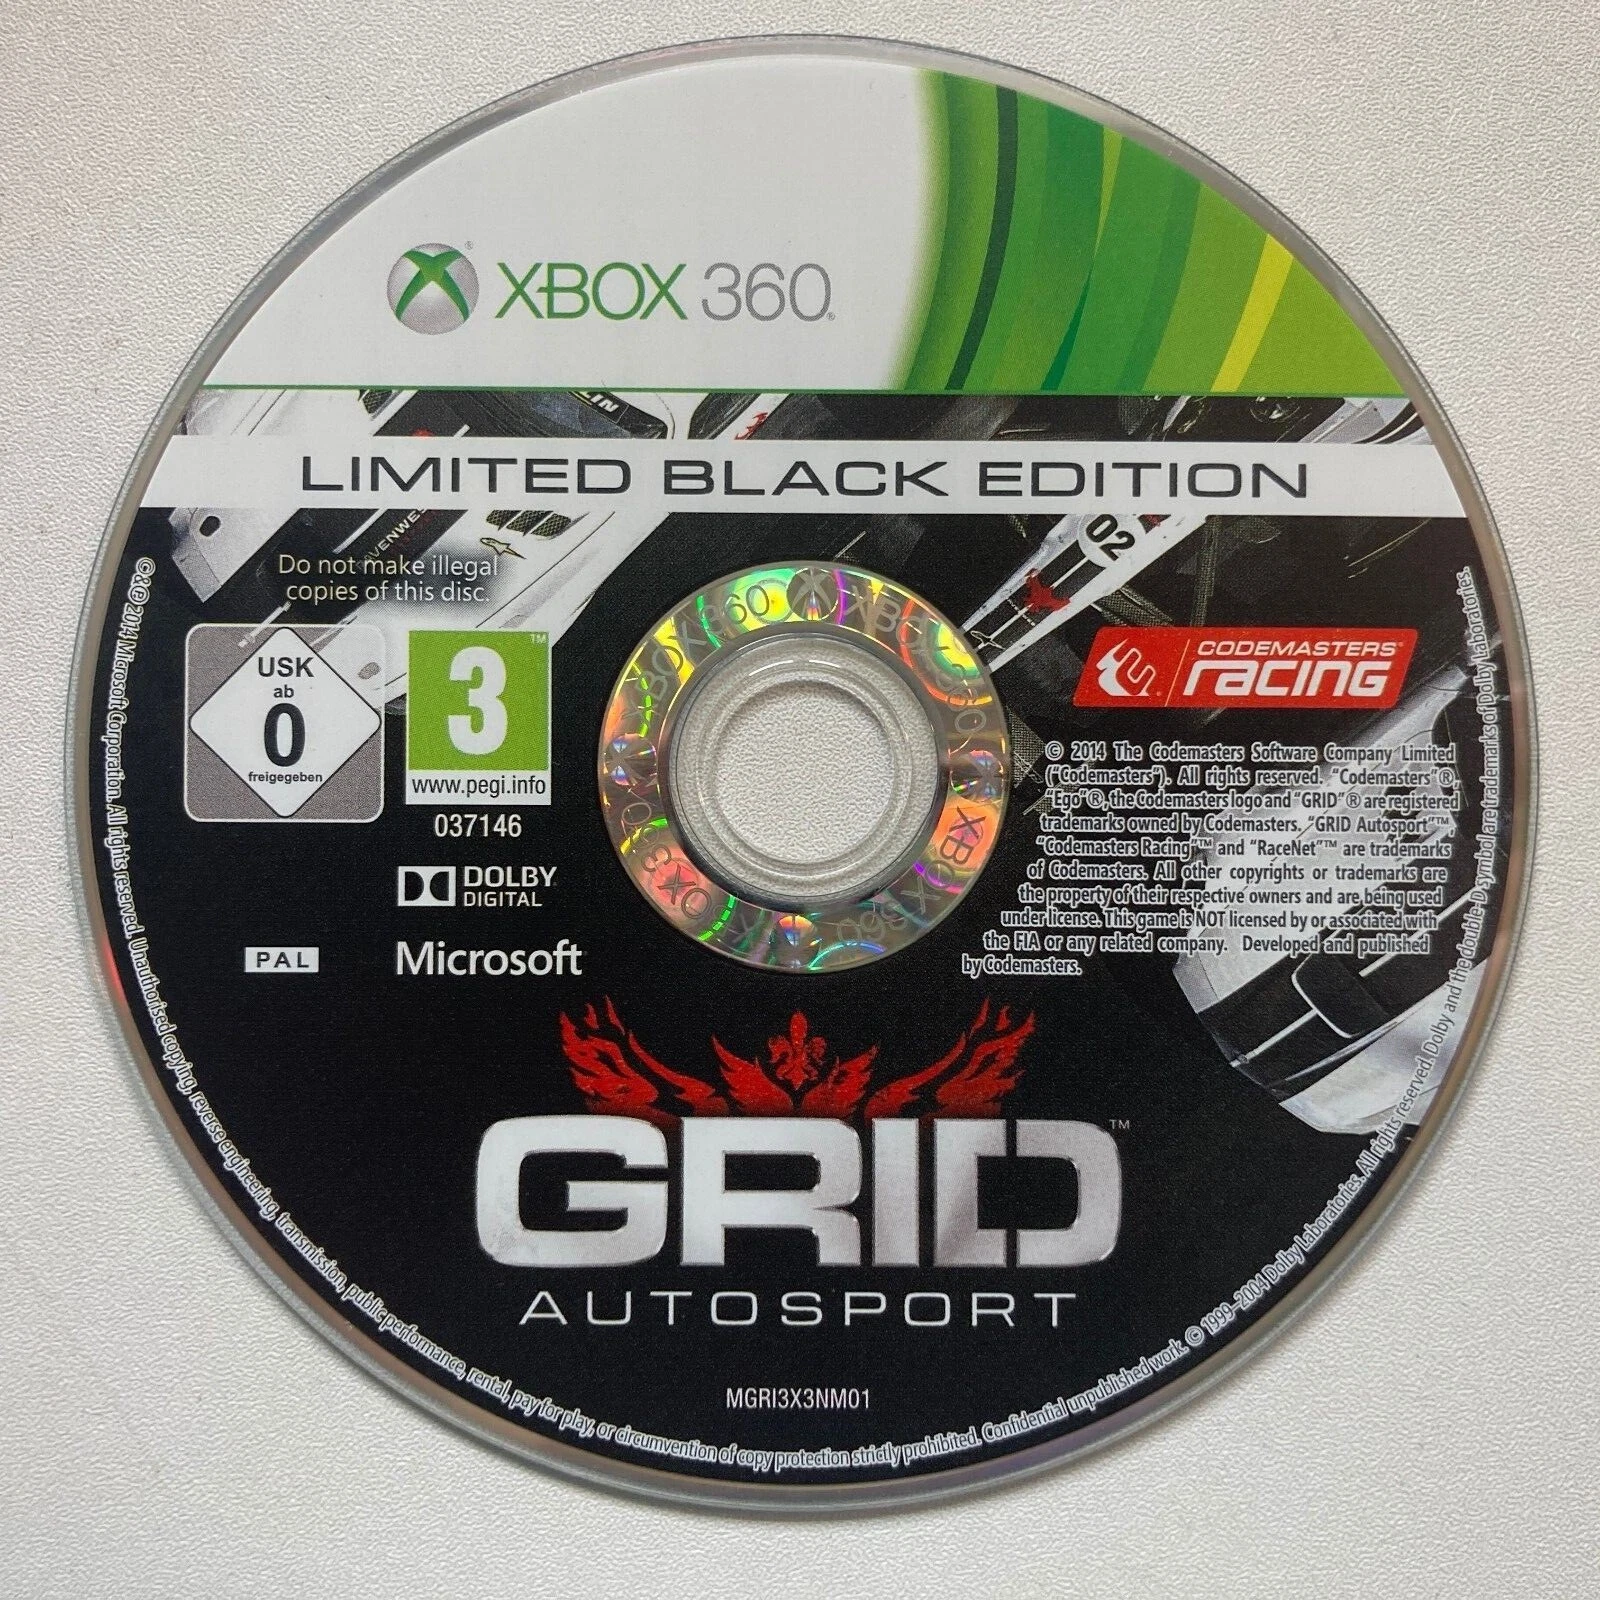 XBOX 360®
LIN
LIMITED BLACK EDITION
02
Do not make illegal
copies of this disc.
USK
ab
0
freigegeben
3™
www.pegi.info
037146
DOLBY
DIGITAL
PAL
Microsoft
XBOX 360
CODEMASTERS®
racing
© 2014 The Codemasters Software Company Limited
("Codemasters"). All rights reserved. "Codemasters"®,
"Ego"®, the Codemasters logo and "GRID"® are registered
trademarks owned by Codemasters. "GRID Autosport"™,
"Codemasters Racing"™ and "RaceNet"™ are trademarks
of Codemasters. All other copyrights or trademarks are
the property of their respective owners and are being used
under license. This game is NOT licensed by or associated with
the FIA or any related company. Developed and published
by Codemasters.
GRID™
AUTOSPORT
MGRI3X3NM01
©&℗ 2014 Microsoft Corporation. All rights reserved. Unauthorised copying, reverse engineering, transmission, public performance, rental, pay for play, or circumvention of copy protection strictly prohibited. Confidential unpublished work. © 1999–2004 Dolby Laboratories. All rights reserved. Dolby and the double-D symbol are trademarks of Dolby Laboratories.